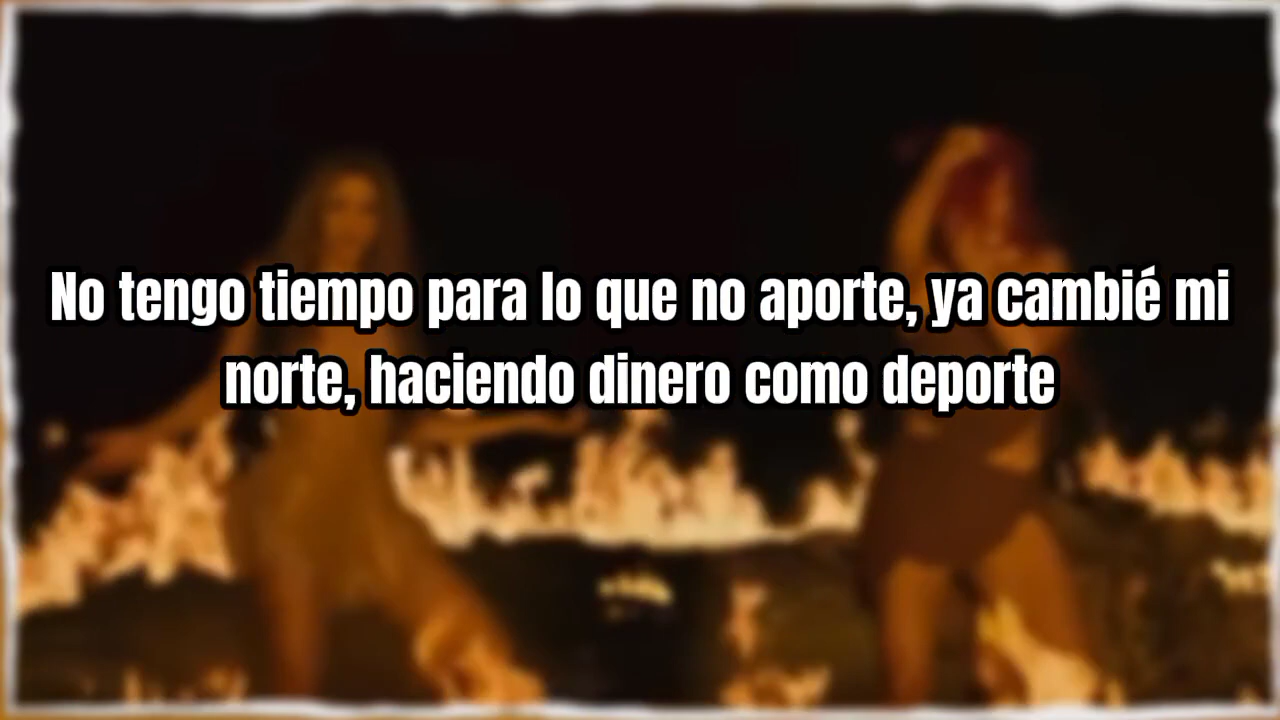 No tengo tiempo para lo que no aporte, ya cambié mi
norte, haciendo dinero como deporte